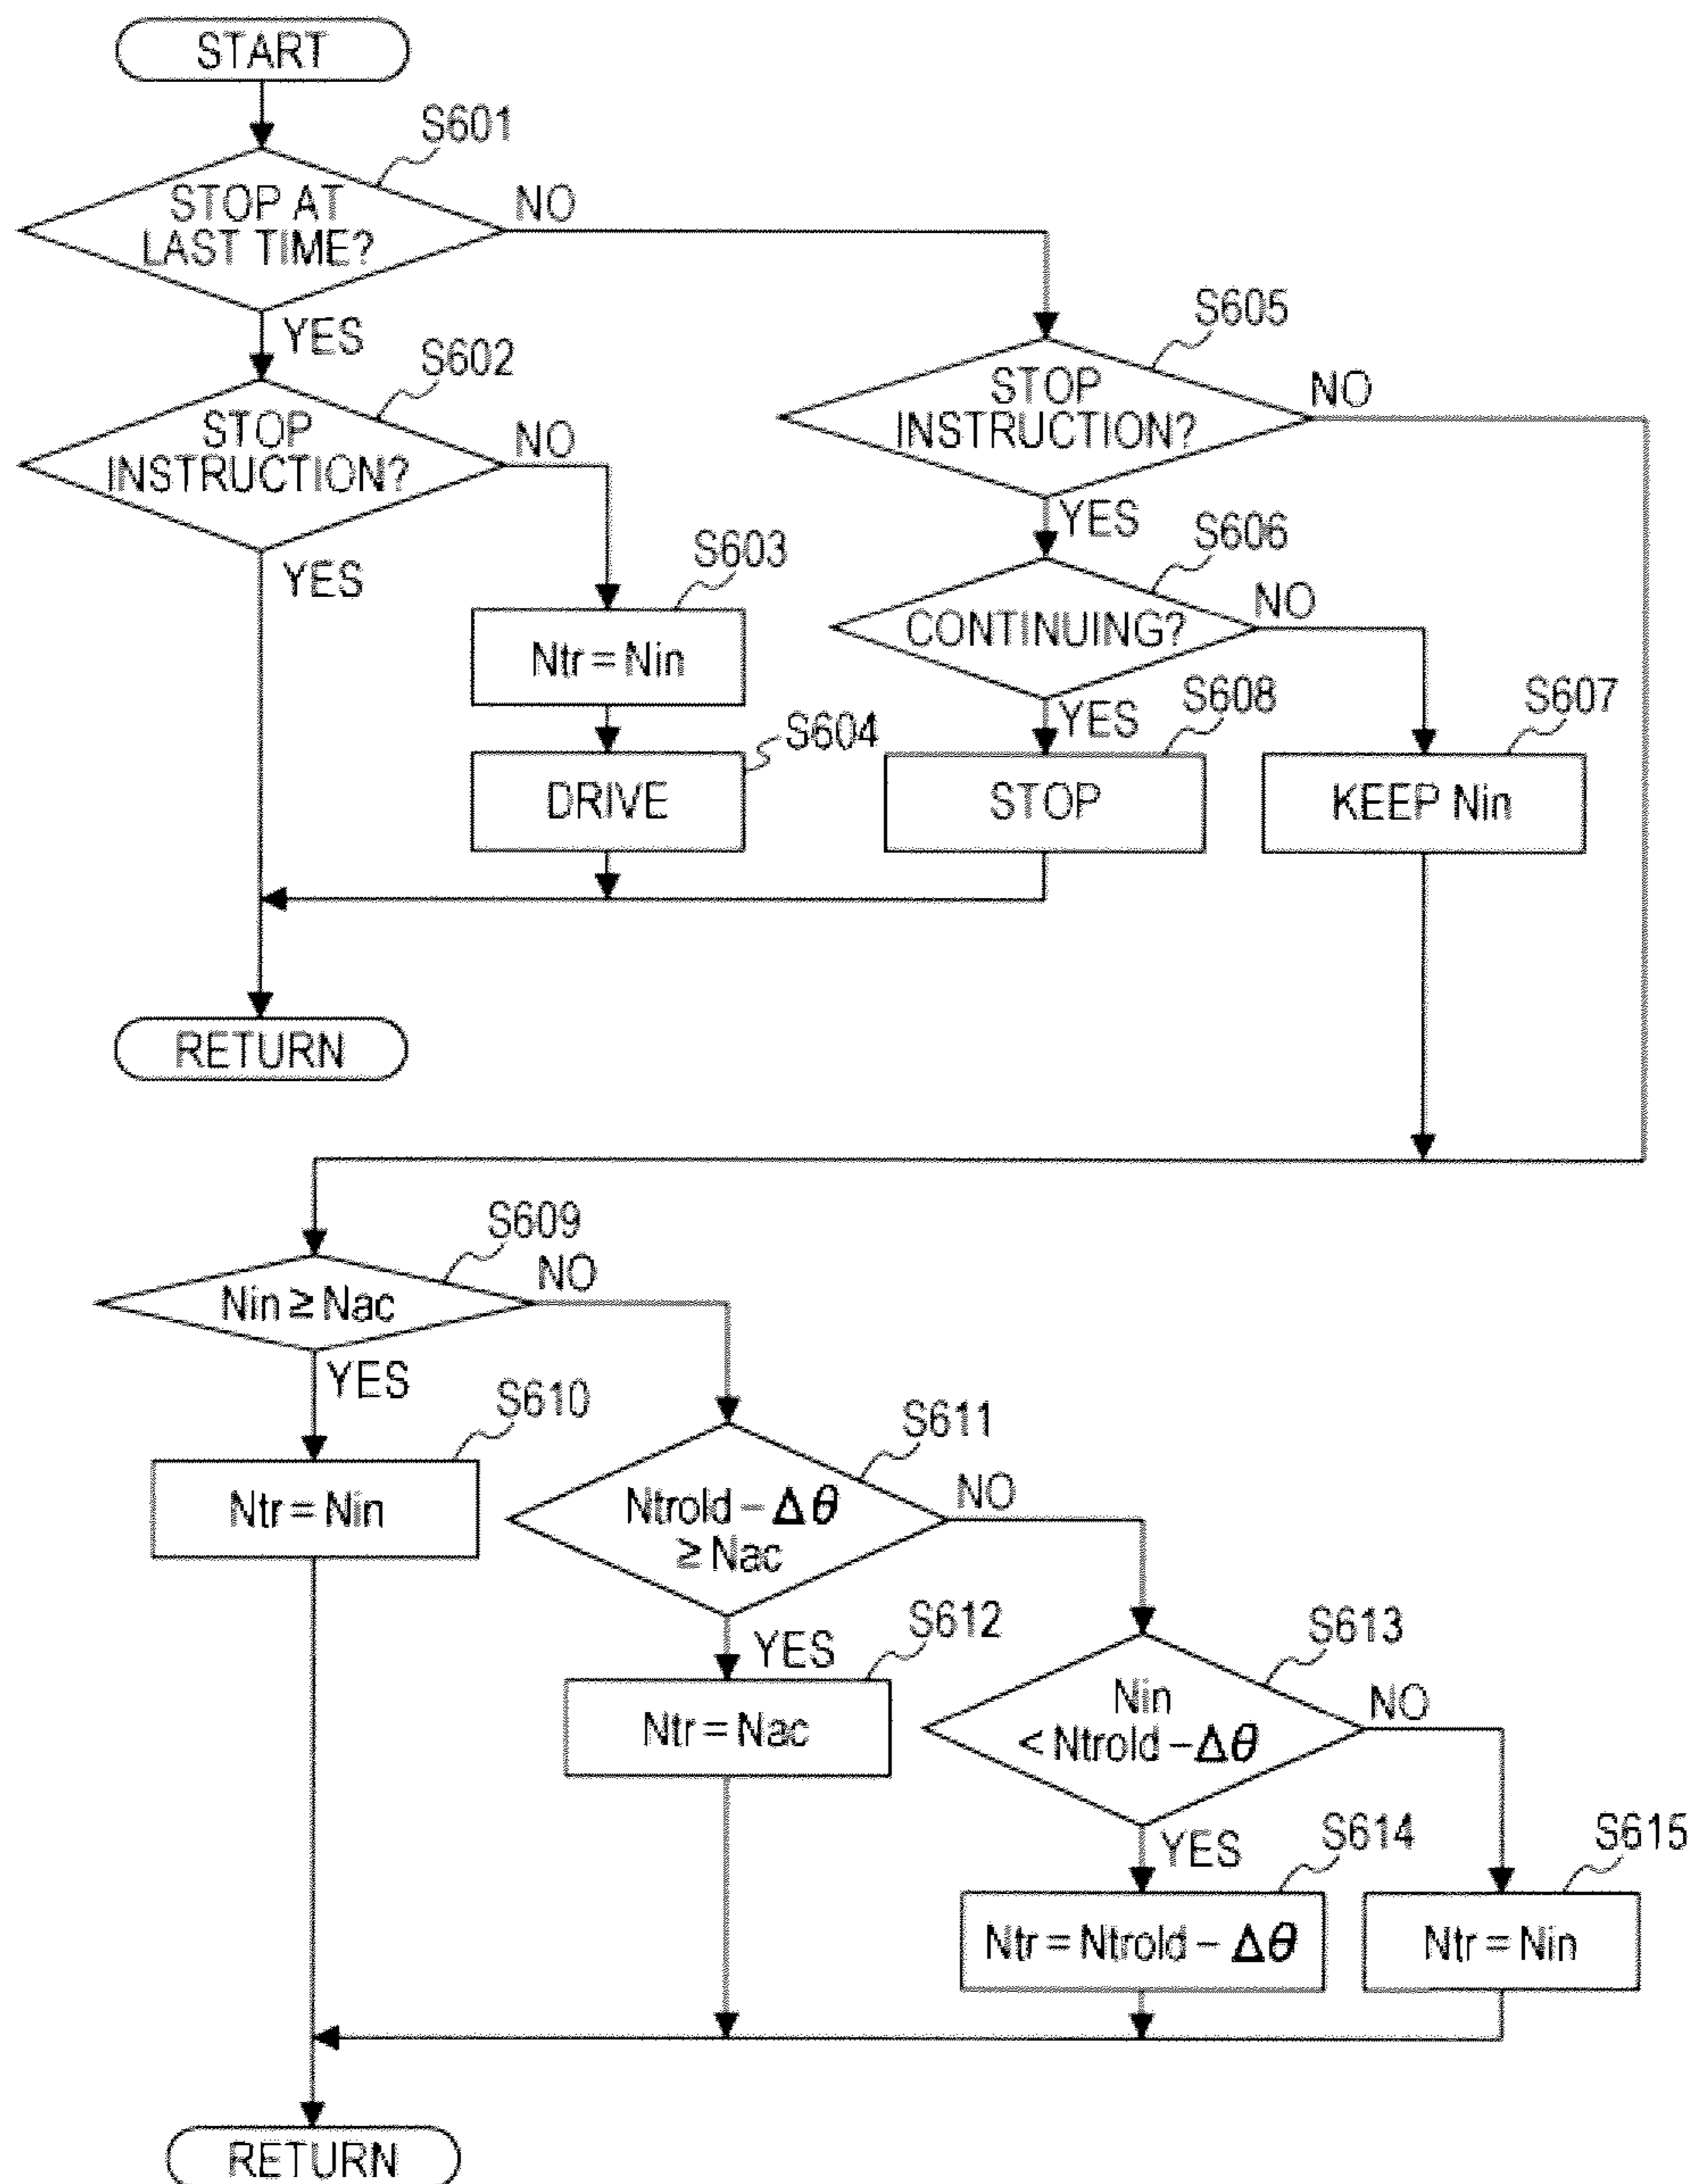 START
S601
STOP AT
LAST TIME?
NO
YES
S602
STOP
INSTRUCTION?
NO
YES
S603
Ntr = Nin
S604
DRIVE
S605
STOP
INSTRUCTION?
NO
YES
S606
CONTINUING?
NO
YES
S608
STOP
S607
KEEP Nin
RETURN
S609
Nin ≥ Nac
NO
YES
S610
Ntr = Nin
S611
Ntrold – Δθ
≥ Nac
NO
YES
S612
Ntr = Nac
S613
Nin
< Ntrold – Δθ
NO
YES
S614
Ntr = Ntrold – Δθ
S615
Ntr = Nin
RETURN